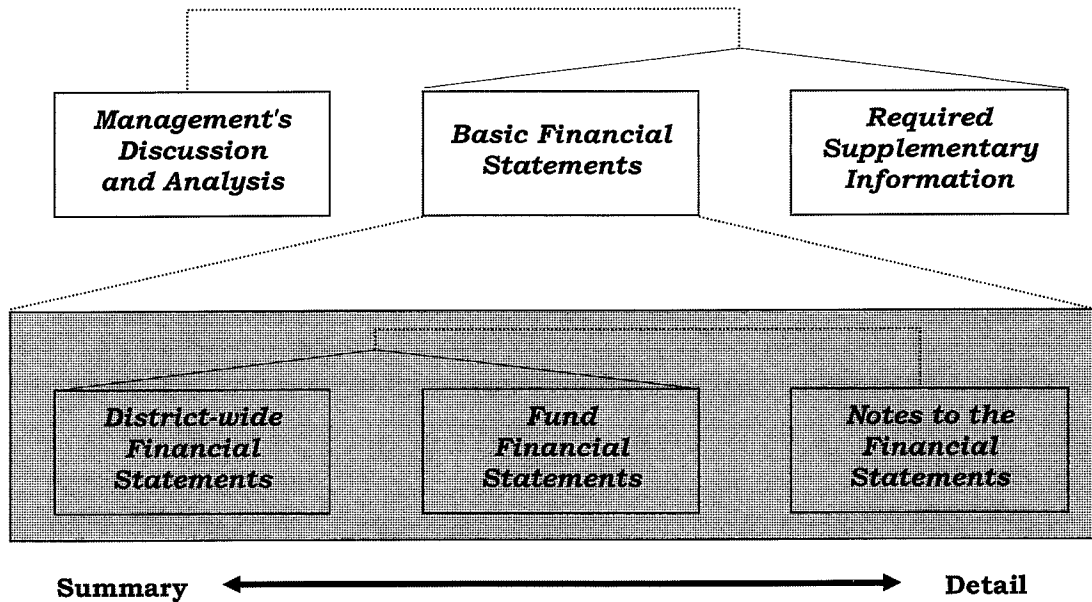 Management's
Discussion
and Analysis
Basic Financial
Statements
Required
Supplementary
Information
District-wide
Financial
Statements
Fund
Financial
Statements
Notes to the
Financial
Statements
Summary
Detail